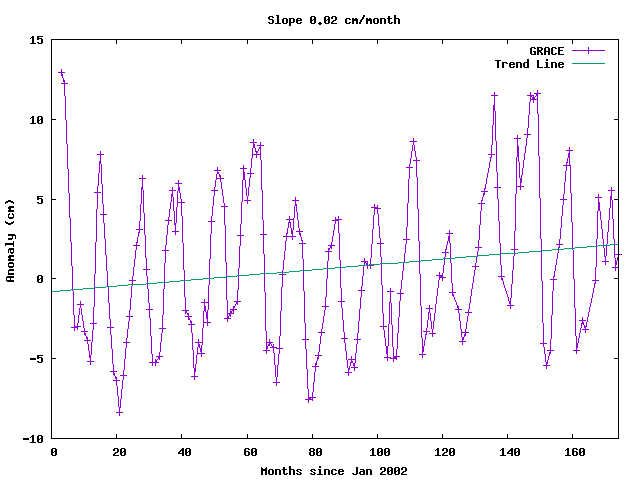 Slope 0.02 cm/month
15
GRACE
Trend Line
10
5
Anomaly (cm)
0
-5
-10
0 20 40 60 80 100 120 140 160
Months since Jan 2002